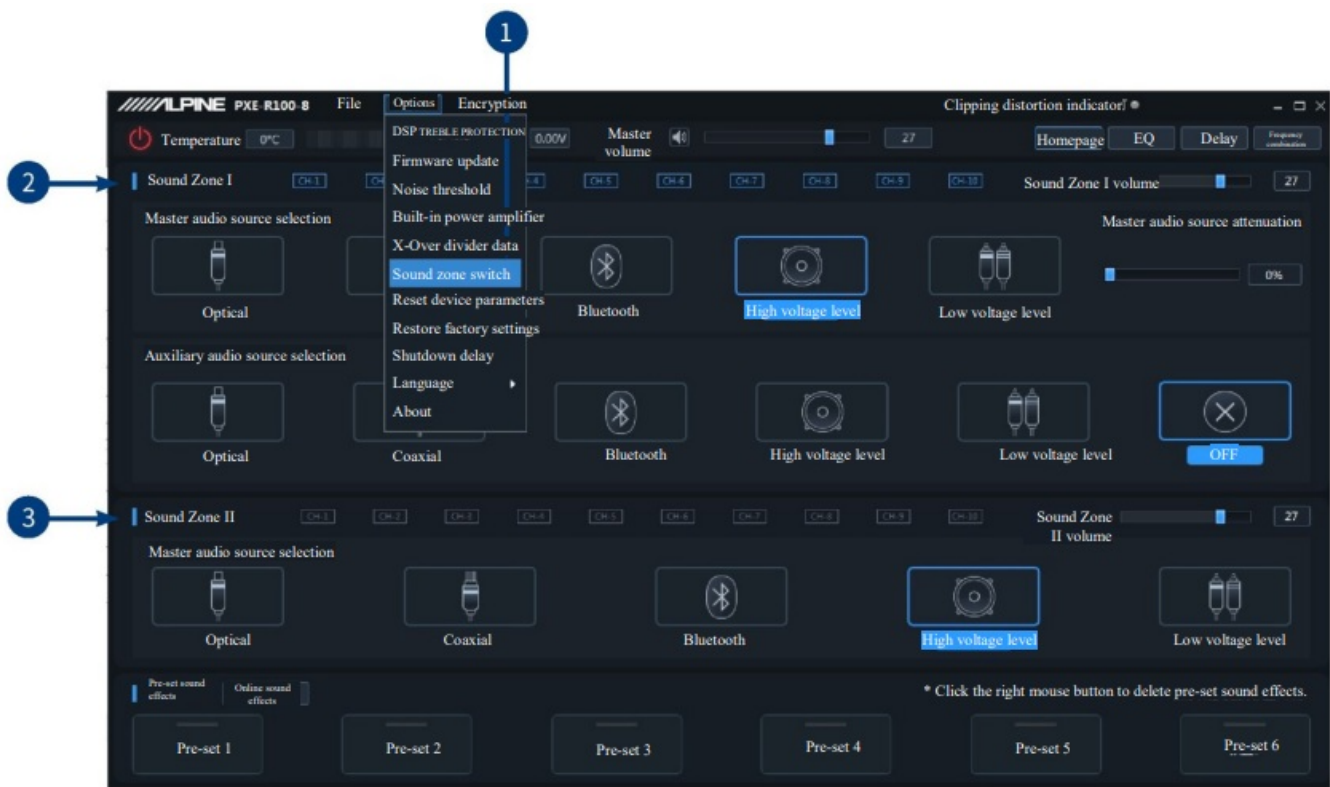 1
/////ALPINE PXE-R100-8 File Options Encryption Clipping distortion indicator!
Temperature 0°C 0.00V Master volume 27 Homepage EQ Delay Frequency combination
DSP TREBLE PROTECTION
Firmware update
Noise threshold
Built-in power amplifier
X-Over divider data
Sound zone switch
Reset device parameters
Restore factory settings
Shutdown delay
Language
About
2
Sound Zone I CH-1 CH-5 CH-6 CH-7 CH-8 CH-9 CH-10 Sound Zone I volume 27
Master audio source selection Master audio source attenuation
0%
Optical Bluetooth High voltage level Low voltage level
Auxiliary audio source selection
Optical Coaxial Bluetooth High voltage level Low voltage level OFF
3
Sound Zone II CH-1 CH-2 CH-3 CH-4 CH-5 CH-6 CH-7 CH-8 CH-9 CH-10 Sound Zone II volume 27
Master audio source selection
Optical Coaxial Bluetooth High voltage level Low voltage level
Pre-set sound effects Online sound effects * Click the right mouse button to delete pre-set sound effects.
Pre-set 1 Pre-set 2 Pre-set 3 Pre-set 4 Pre-set 5 Pre-set 6